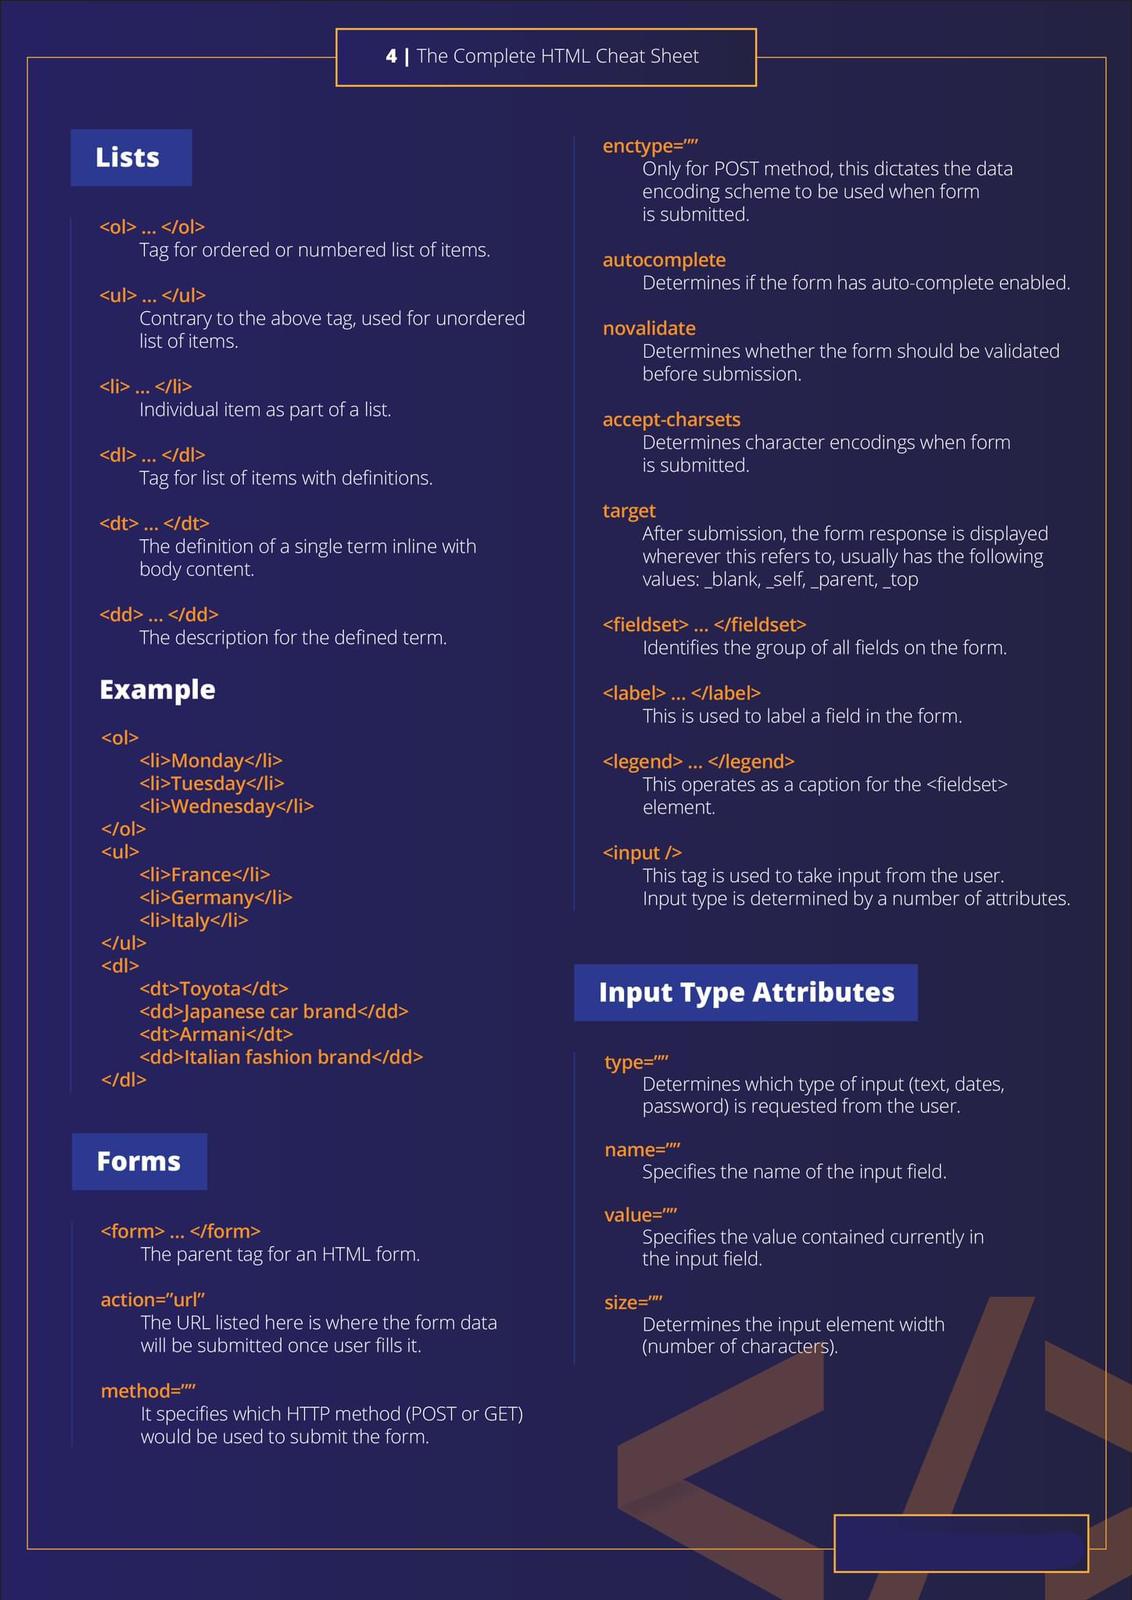 4 | The Complete HTML Cheat Sheet
Lists
<ol> ... </ol>
Tag for ordered or numbered list of items.
<ul> ... </ul>
Contrary to the above tag, used for unordered
list of items.
<li> ... </li>
Individual item as part of a list.
<dl> ... </dl>
Tag for list of items with definitions.
<dt> ... </dt>
The definition of a single term inline with
body content.
<dd> ... </dd>
The description for the defined term.
Example
<ol>
<li>Monday</li>
<li>Tuesday</li>
<li>Wednesday</li>
</ol>
<ul>
<li>France</li>
<li>Germany</li>
<li>Italy</li>
</ul>
<dl>
<dt>Toyota</dt>
<dd>Japanese car brand</dd>
<dt>Armani</dt>
<dd>Italian fashion brand</dd>
</dl>
Forms
<form> ... </form>
The parent tag for an HTML form.
action=”url”
The URL listed here is where the form data
will be submitted once user fills it.
method=””
It specifies which HTTP method (POST or GET)
would be used to submit the form.
enctype=””
Only for POST method, this dictates the data
encoding scheme to be used when form
is submitted.
autocomplete
Determines if the form has auto-complete enabled.
novalidate
Determines whether the form should be validated
before submission.
accept-charsets
Determines character encodings when form
is submitted.
target
After submission, the form response is displayed
wherever this refers to, usually has the following
values: _blank, _self, _parent, _top
<fieldset> ... </fieldset>
Identifies the group of all fields on the form.
<label> ... </label>
This is used to label a field in the form.
<legend> ... </legend>
This operates as a caption for the <fieldset>
element.
<input />
This tag is used to take input from the user.
Input type is determined by a number of attributes.
Input Type Attributes
type=””
Determines which type of input (text, dates,
password) is requested from the user.
name=””
Specifies the name of the input field.
value=””
Specifies the value contained currently in
the input field.
size=””
Determines the input element width
(number of characters).